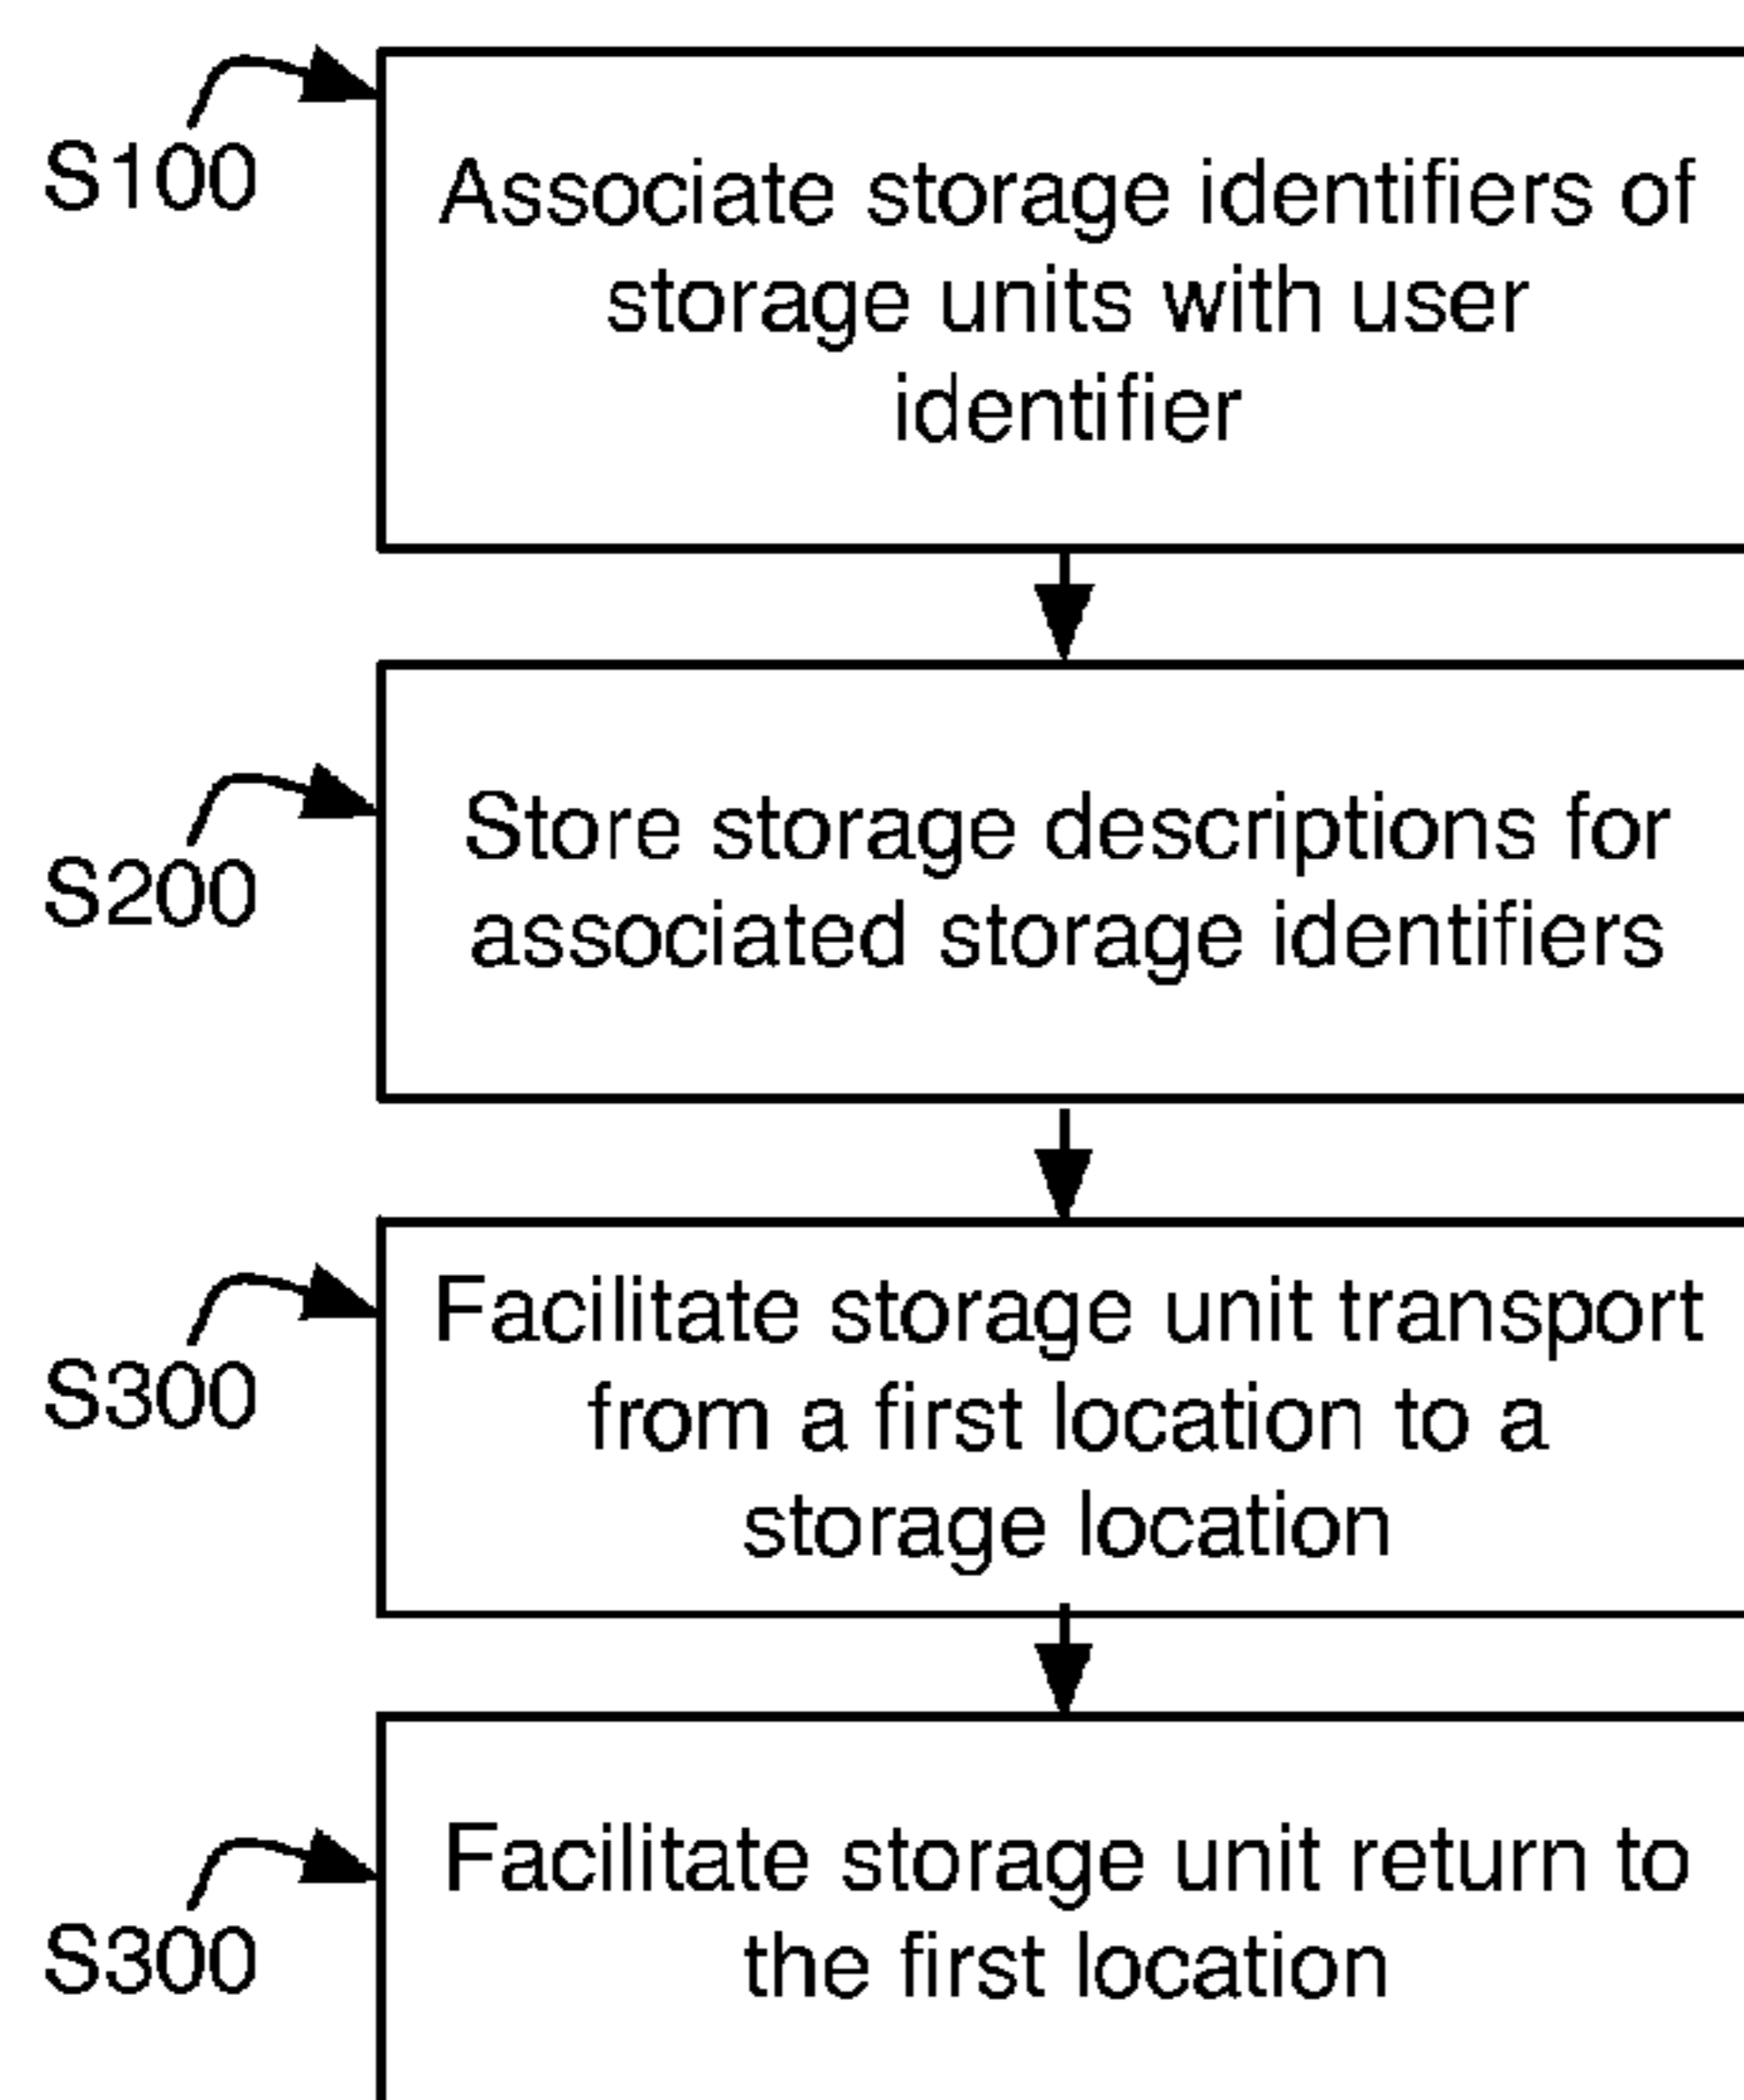 S100
Associate storage identifiers of
storage units with user
identifier
S200
Store storage descriptions for
associated storage identifiers
S300
Facilitate storage unit transport
from a first location to a
storage location
S300
Facilitate storage unit return to
the first location